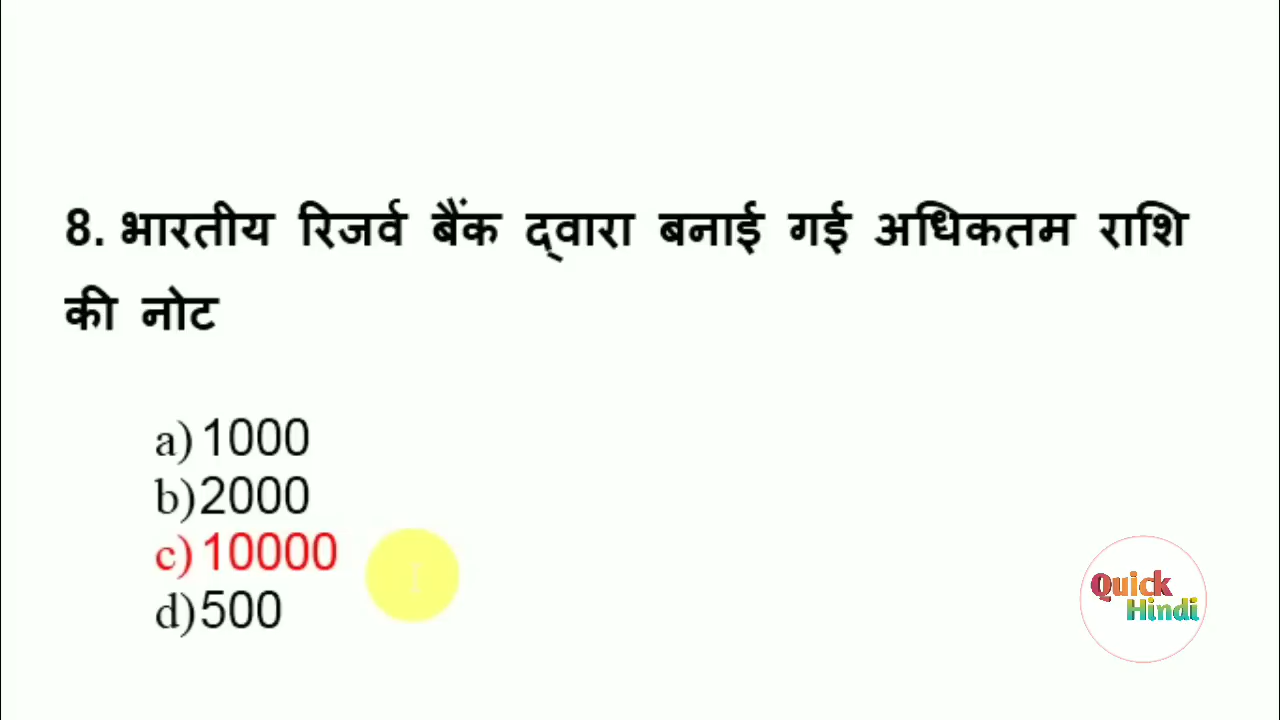 8. भारतीय रिजर्व बैंक द्वारा बनाई गई अधिकतम राशि
की नोट
a) 1000
b) 2000
c) 10000
d) 500
Quick
Hindi